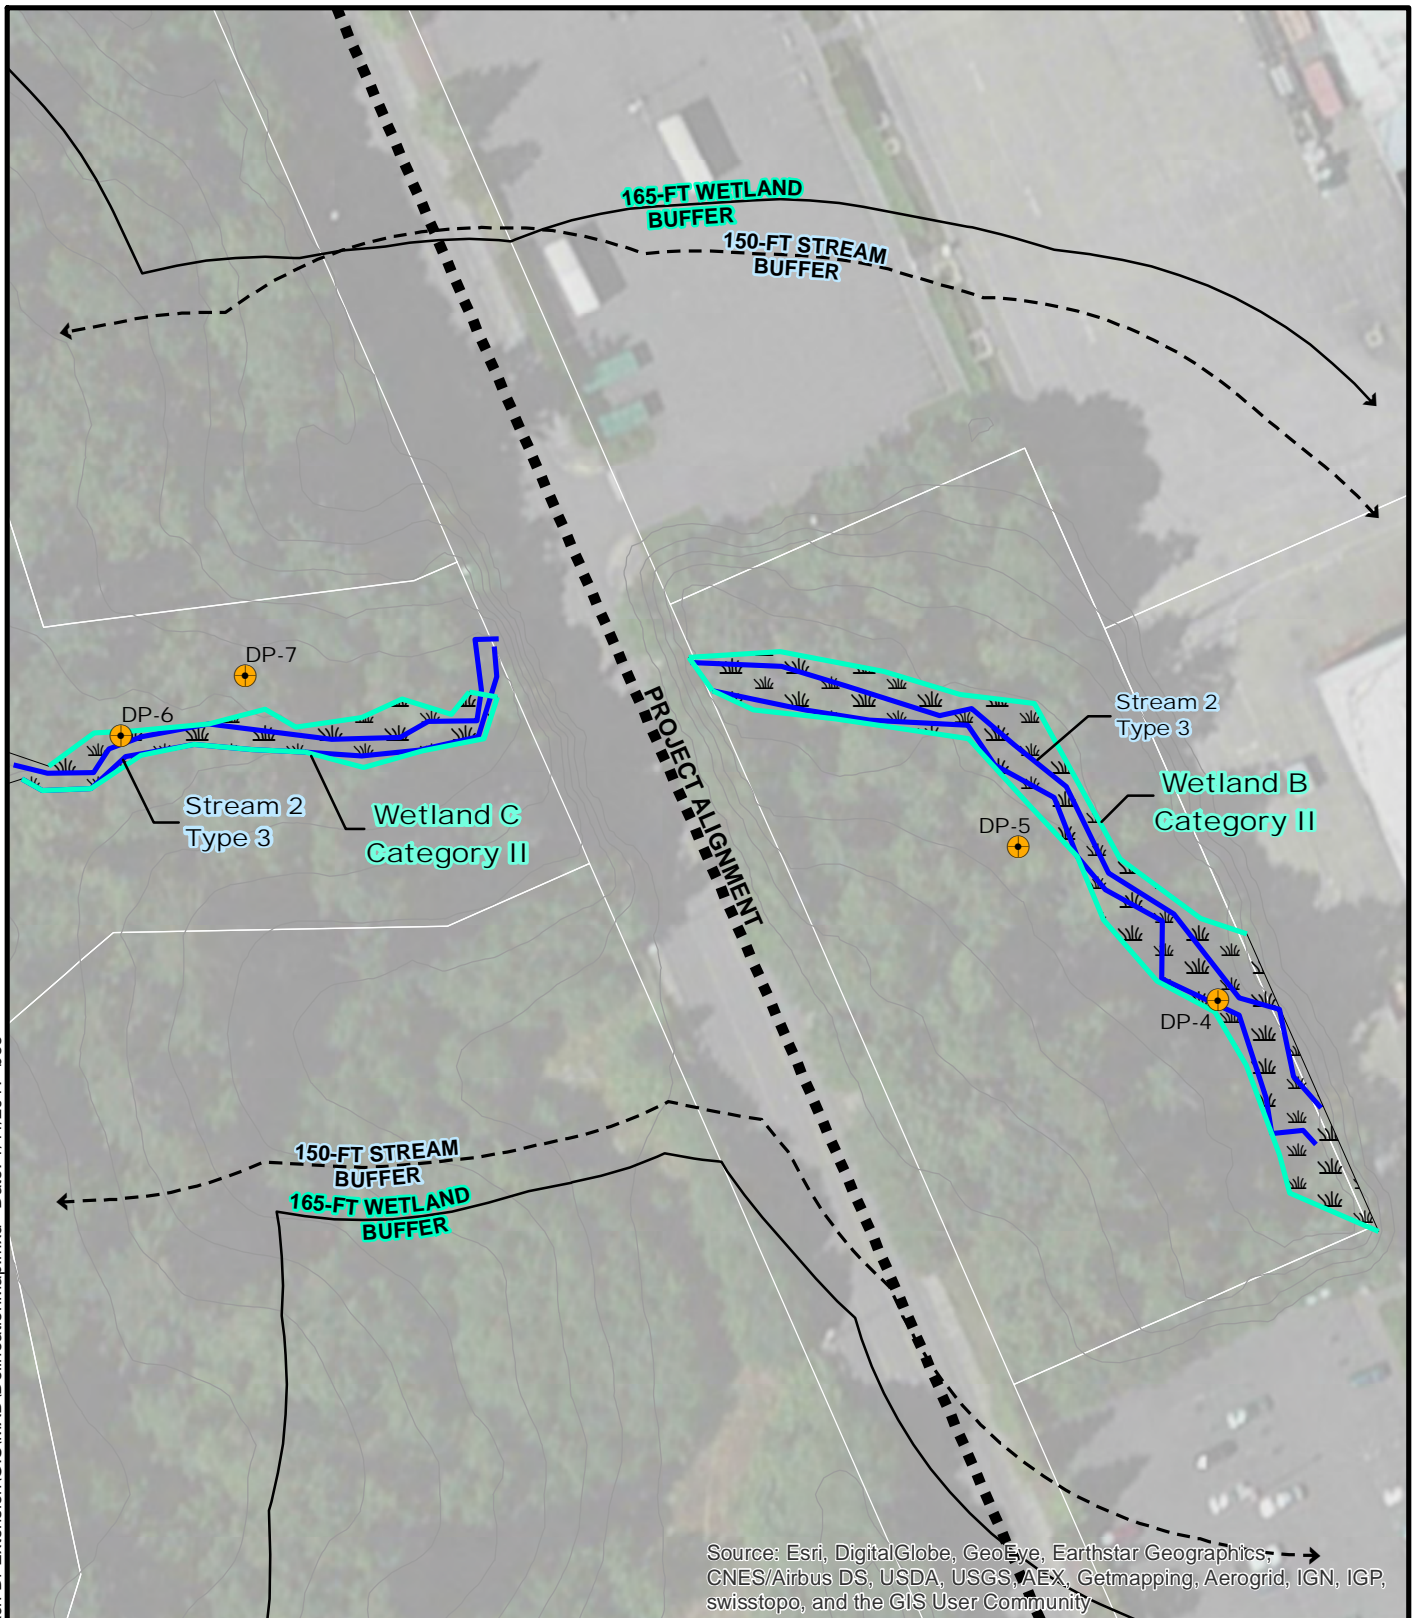 165-FT WETLAND
BUFFER
150-FT STREAM
BUFFER
DP-7
DP-6
Stream 2
Type 3
Wetland C
Category II
PROJECT ALIGNMENT
Stream 2
Type 3
Wetland B
Category II
DP-5
DP-4
150-FT STREAM
BUFFER
165-FT WETLAND
BUFFER
Source: Esri, DigitalGlobe, GeoEye, Earthstar Geographics,
CNES/Airbus DS, USDA, USGS, AEX, Getmapping, Aerogrid, IGN, IGP,
swisstopo, and the GIS User Community